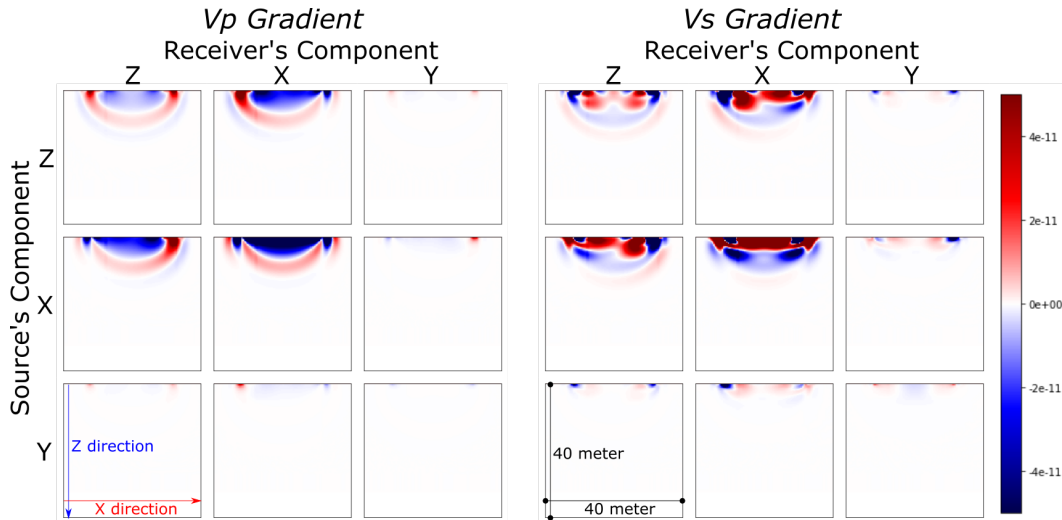 Vp Gradient
Receiver's Component
Z X Y
Vs Gradient
Receiver's Component
Z X Y
Source's Component
Z
X
Y
Z direction
X direction
40 meter
40 meter
4e-11
2e-11
0e+00
-2e-11
-4e-11